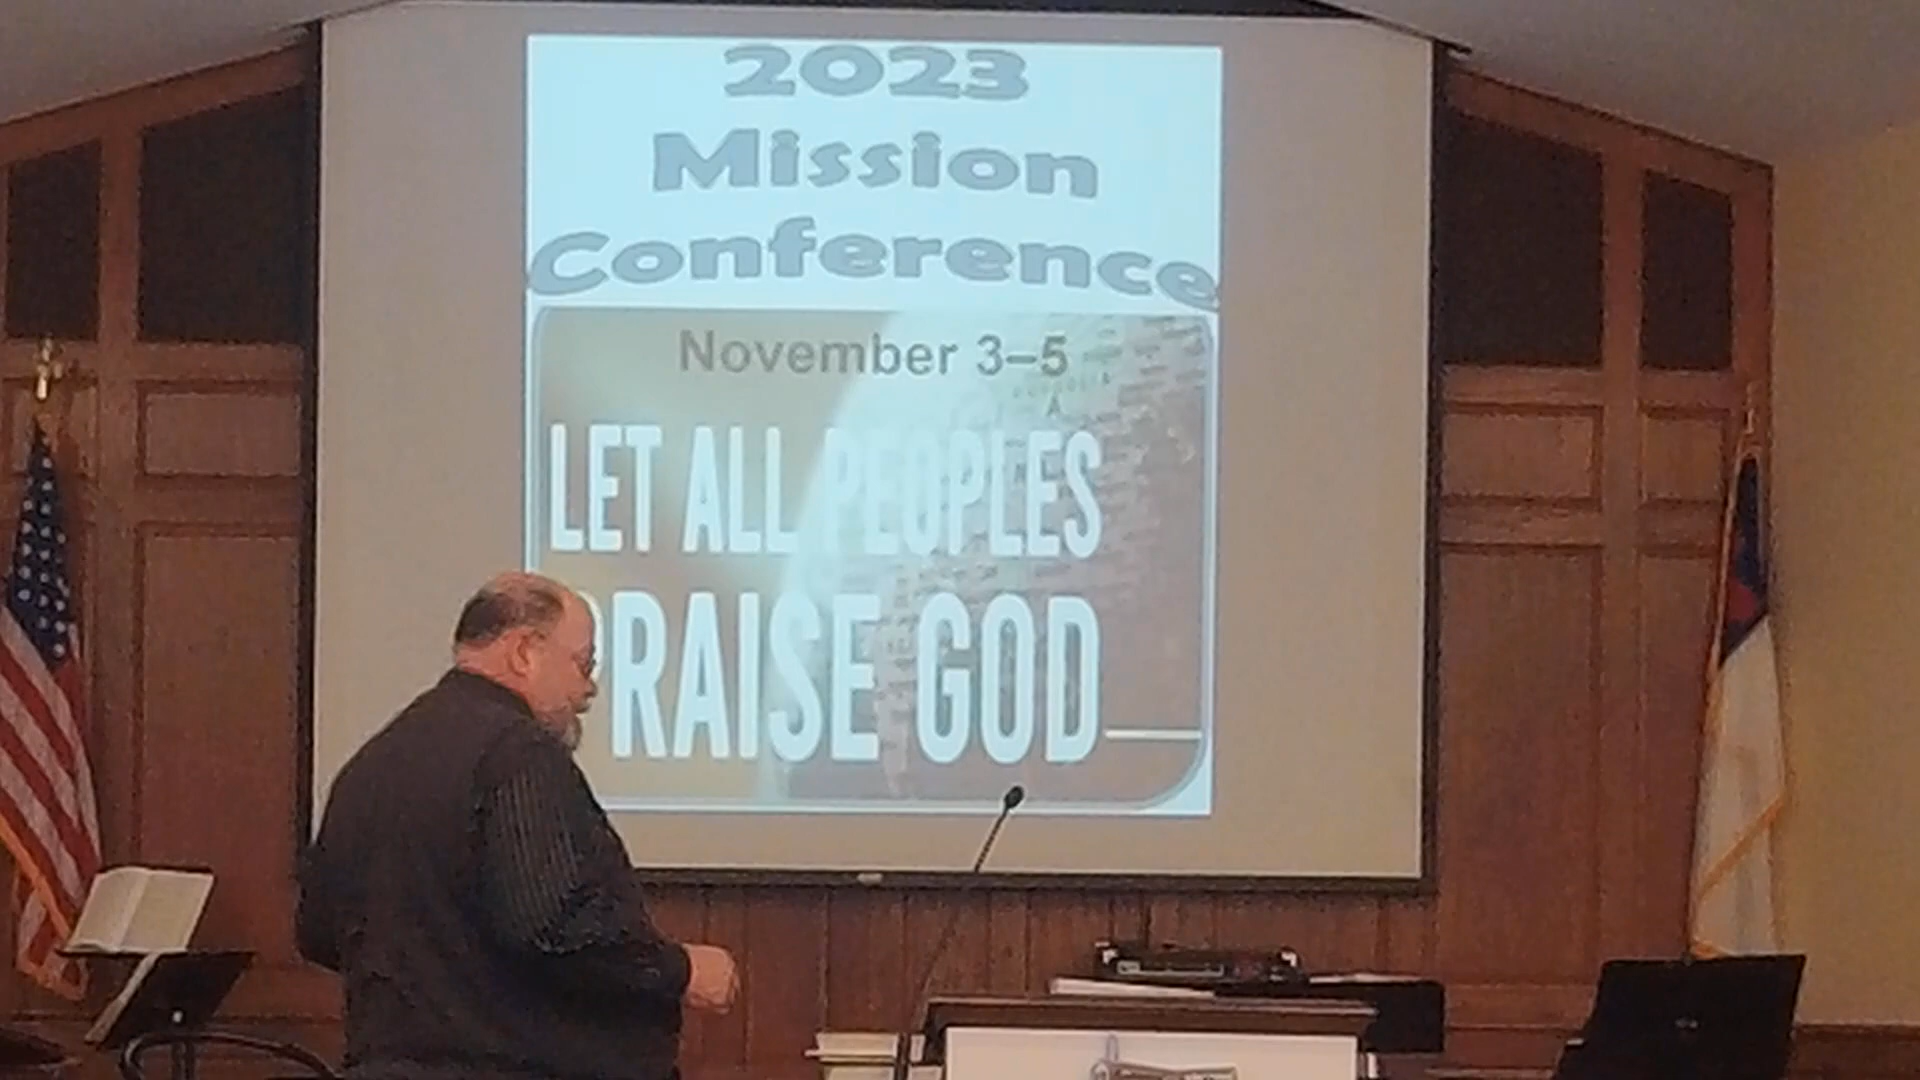 2023
Mission
Conference
November 3–5
LET ALL PEOPLES
PRAISE GOD